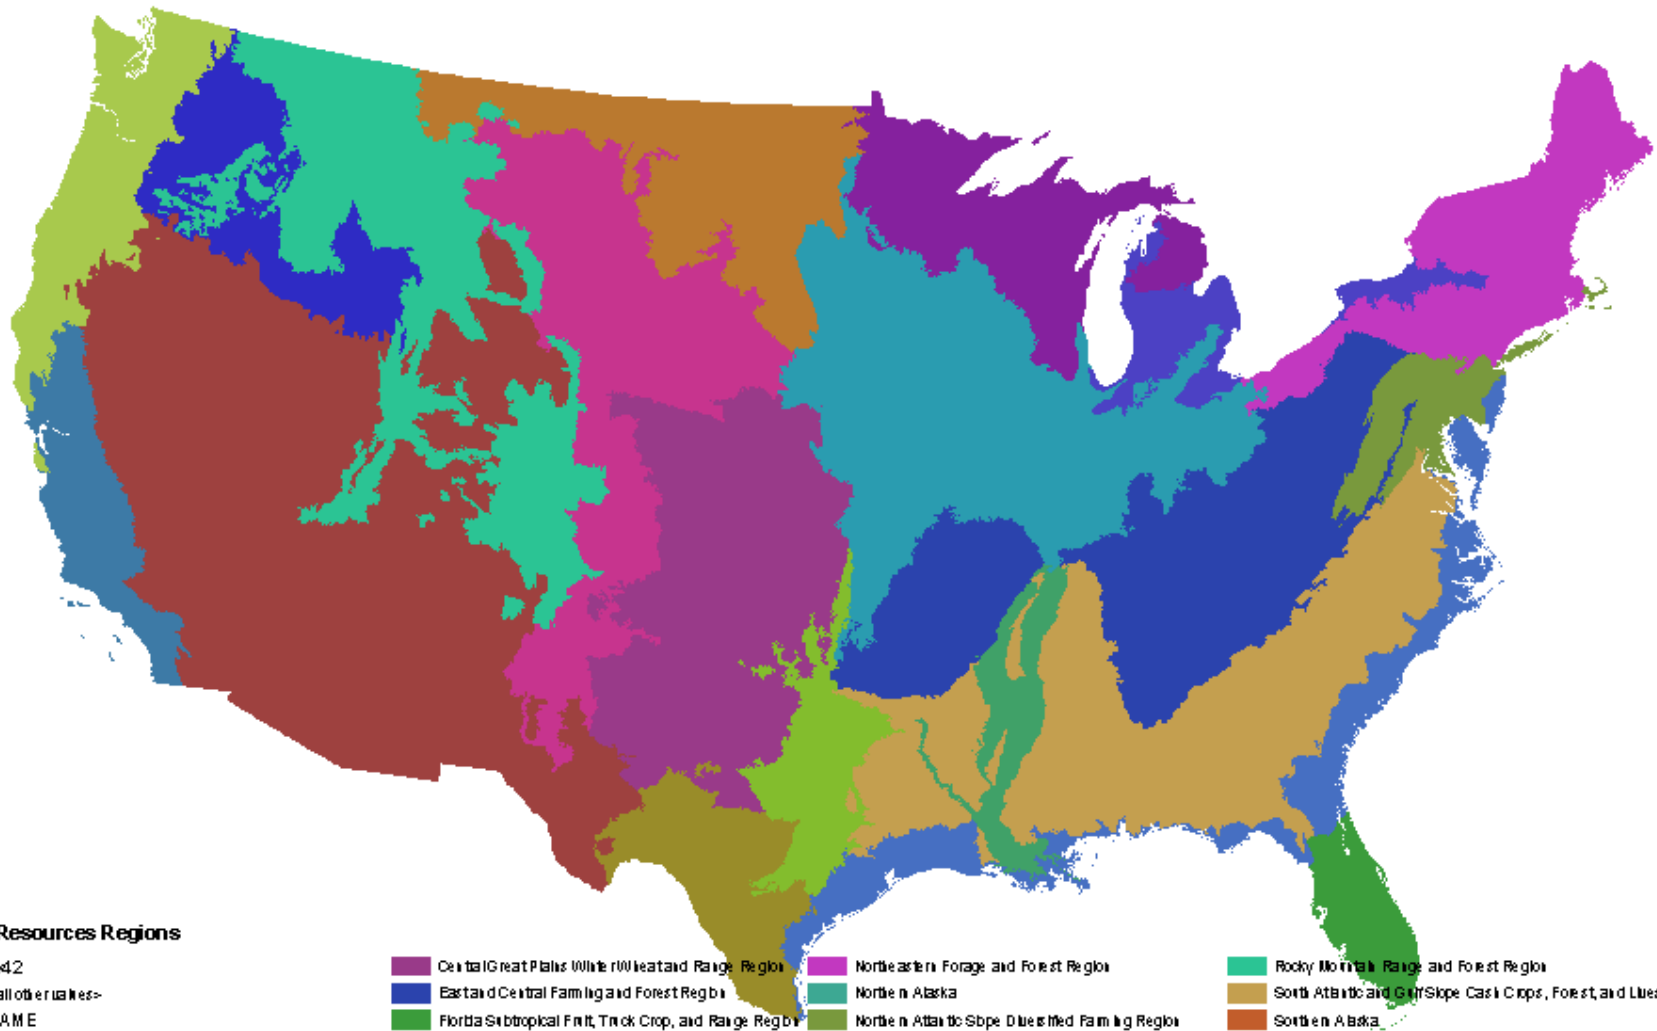 Resources Regions
42
all other values>
AME
Central Great Plains Winter Wheat and Range Region
East and Central Farming and Forest Region
Florida Subtropical Fruit, Truck Crop, and Range Region
Northeastern Forage and Forest Region
Northern Alaska
Northern Atlantic Slope Diversified Farming Region
Rocky Mountain Range and Forest Region
South Atlantic and Gulf Slope Cash Crops, Forest, and Lives
Southern Alaska